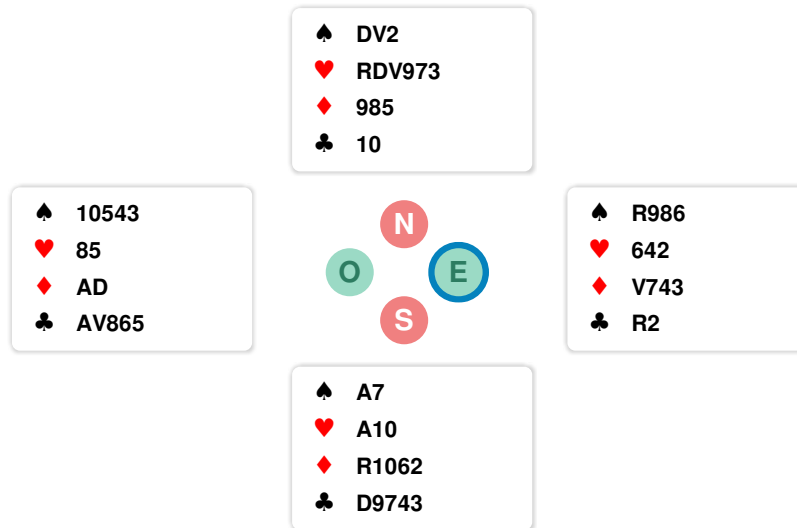 ♠ DV2
♥ RDV973
♦ 985
♣ 10
♠ 10543
♥ 85
♦ AD
♣ AV865
N
O
E
S
♠ R986
♥ 642
♦ V743
♣ R2
♠ A7
♥ A10
♦ R1062
♣ D9743